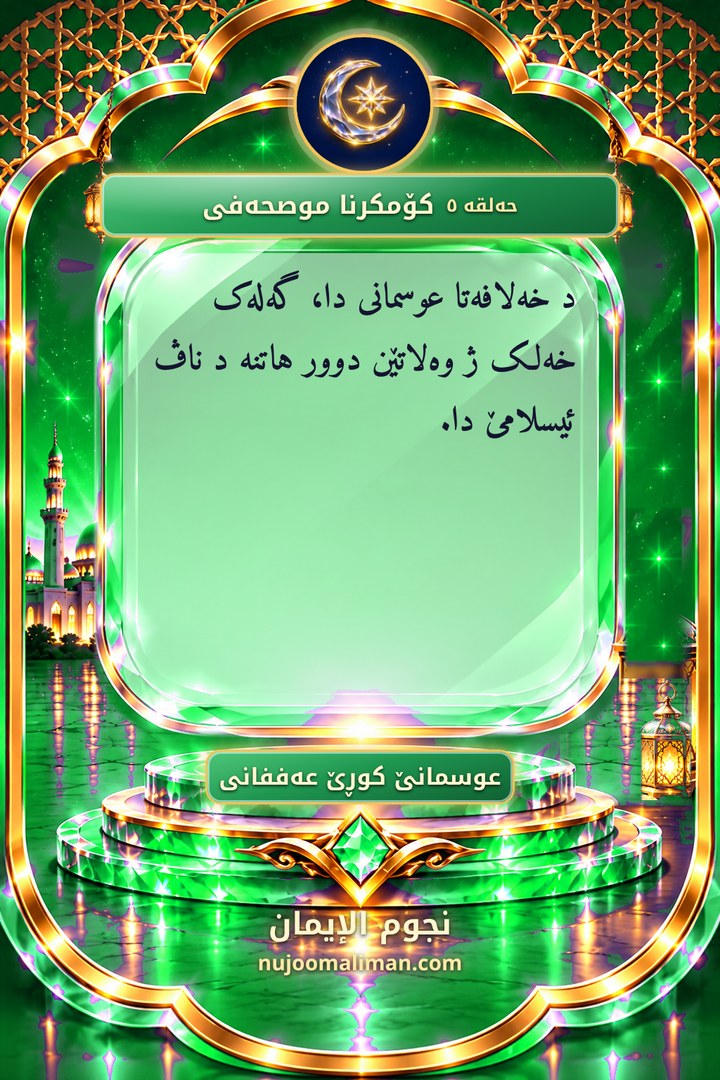 حەلقە ٥ کۆمکرنا موصحەفی
د خەلافەتا عوسمانی دا، گەلەک
خەلک ژ وەلاتێن دوور هاتنە د ناڤ
ئیسلامێ دا.
عوسمانێ کوڕێ عەففانی
نجوم الإيمان
nujoomaliman.com